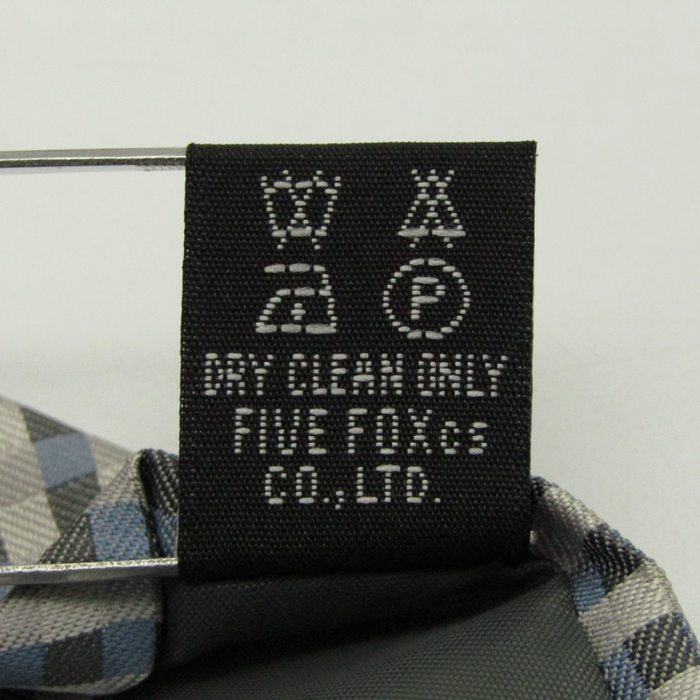 P
DRY CLEAN ONLY
FIVE FOXes
CO.,LTD.